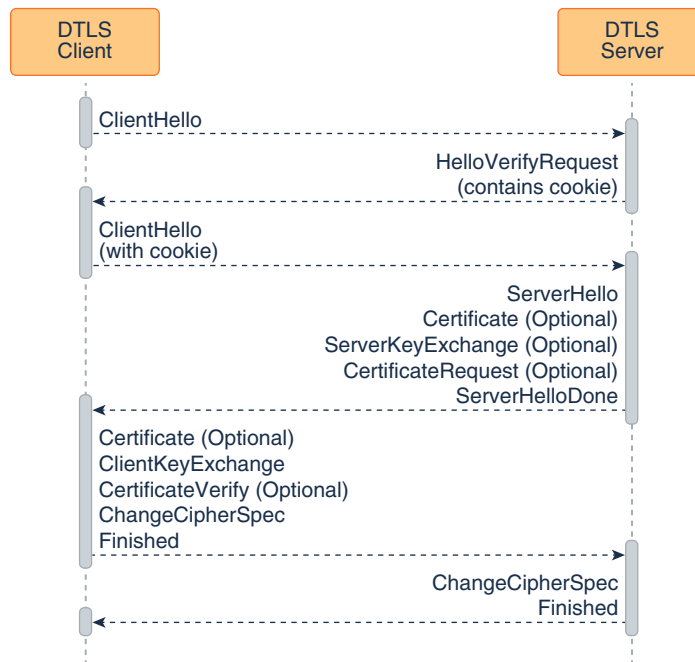 DTLS
Client
DTLS
Server
ClientHello
HelloVerifyRequest
(contains cookie)
ClientHello
(with cookie)
ServerHello
Certificate (Optional)
ServerKeyExchange (Optional)
CertificateRequest (Optional)
ServerHelloDone
Certificate (Optional)
ClientKeyExchange
CertificateVerify (Optional)
ChangeCipherSpec
Finished
ChangeCipherSpec
Finished